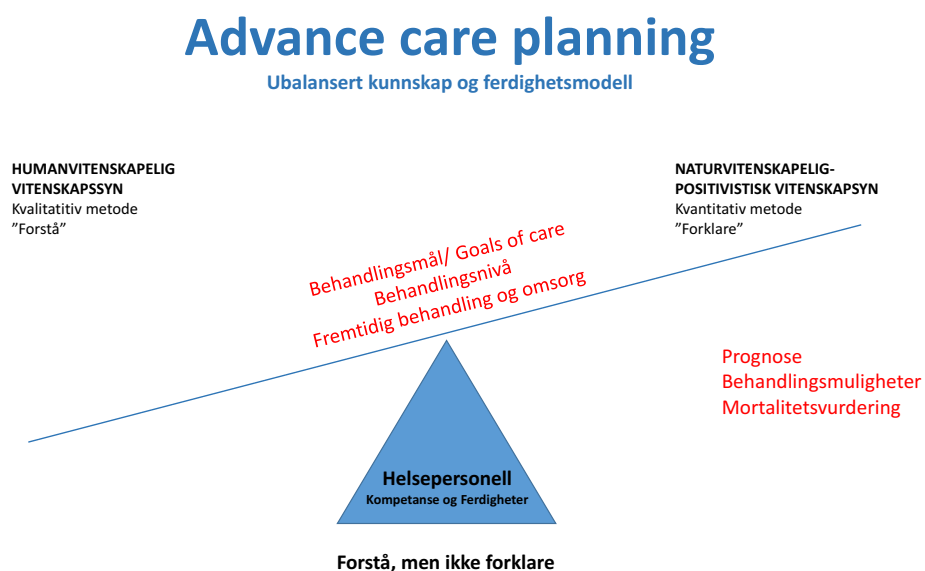 Advance care planning
Ubalansert kunnskap og ferdighetsmodell
HUMANVITENSKAPELIG
VITENSKAPSSYN
Kvalitatitiv metode
”Forstå”
NATURVITENSKAPELIG-
POSITIVISTISK VITENSKAPSYN
Kvantitativ metode
”Forklare”
Behandlingsmål/ Goals of care
Behandlingsnivå
Fremtidig behandling og omsorg
Prognose
Behandlingsmuligheter
Mortalitetsvurdering
Helsepersonell
Kompetanse og Ferdigheter
Forstå, men ikke forklare